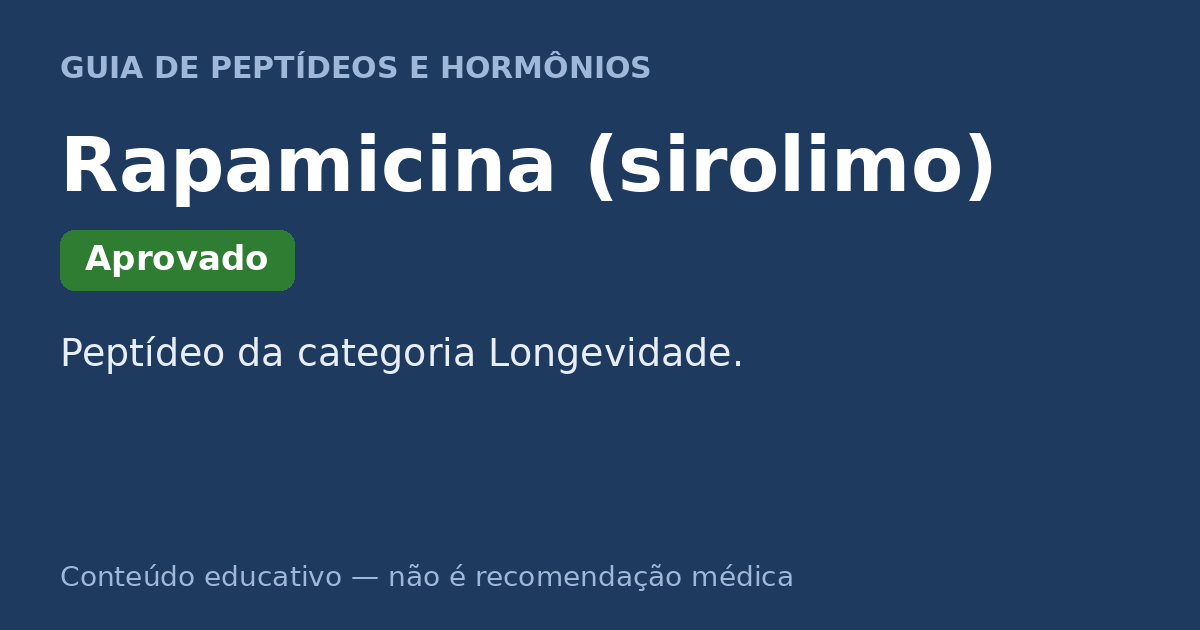 GUIA DE PEPTÍDEOS E HORMÔNIOS
Rapamicina (sirolimo)
Aprovado
Peptídeo da categoria Longevidade.
Conteúdo educativo — não é recomendação médica